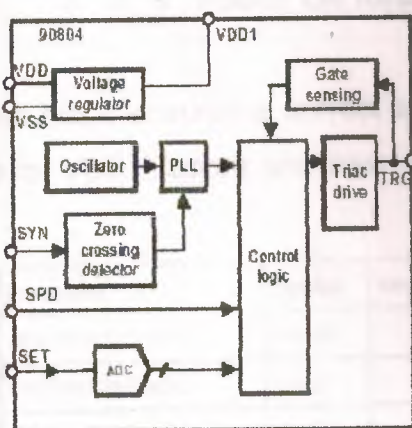 90804
VDD1
VDD
VSS
Voltage
regulator
Gate
sensing
Oscillator
PLL
Triac
drive
TRG
SYN
Zero
crossing
detector
Control
logic
SPD
SET
ADC